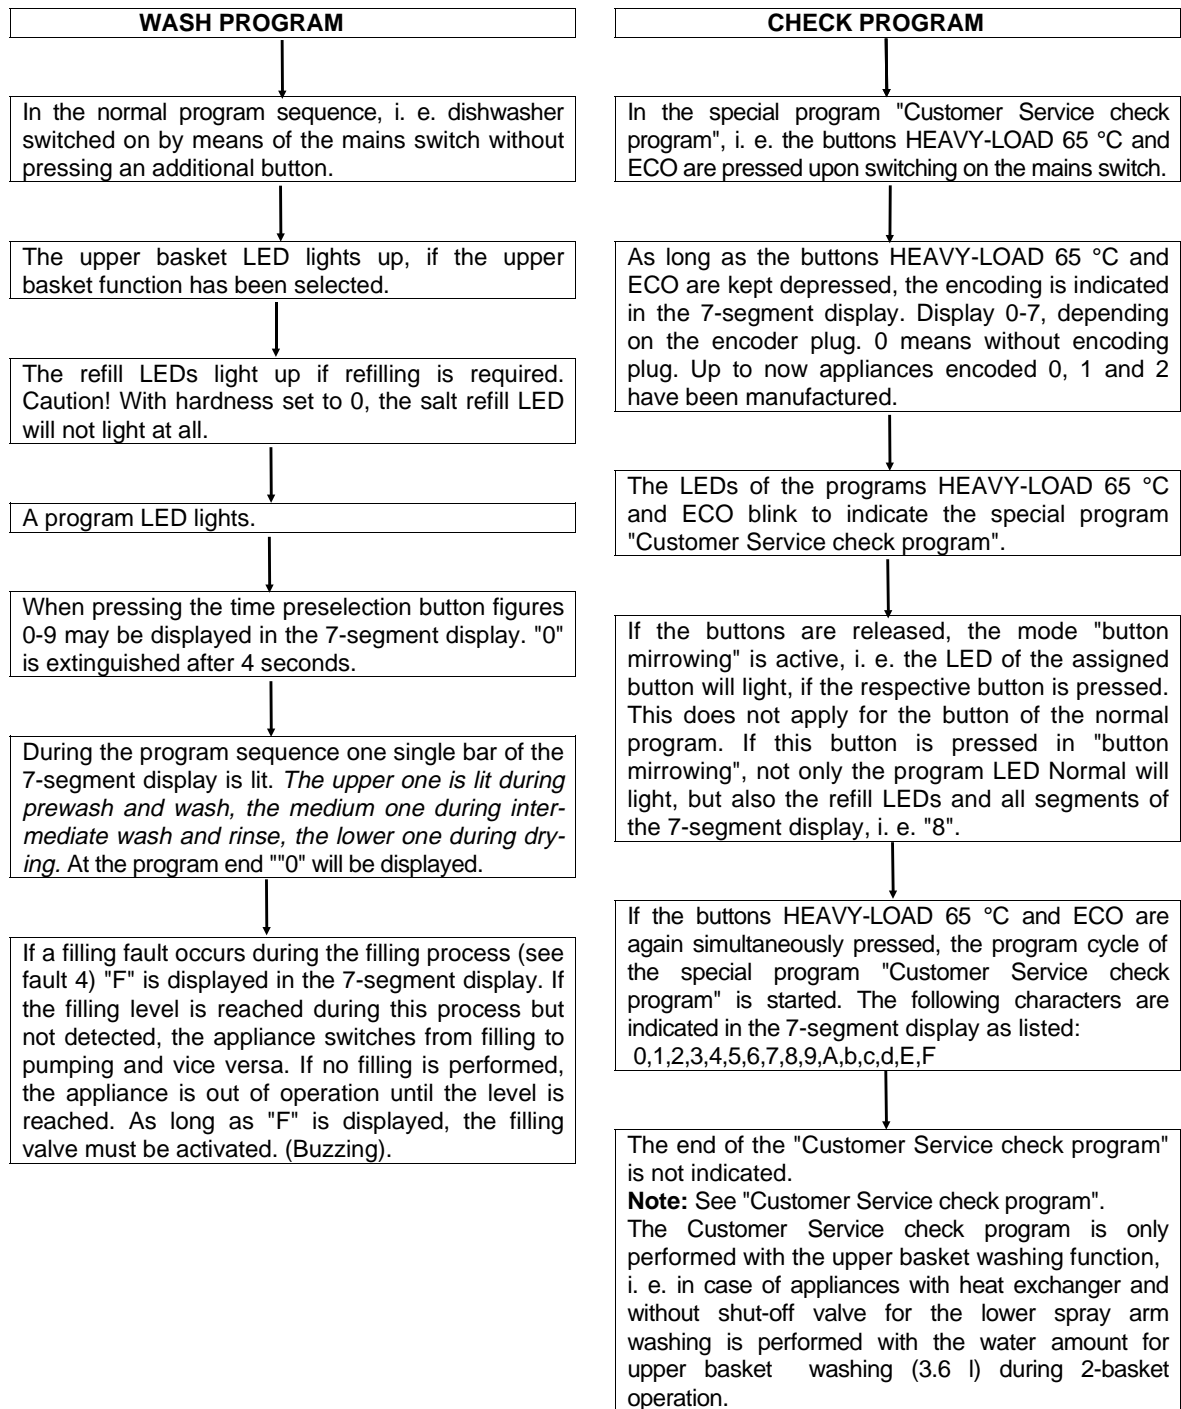 WASH PROGRAM
In the normal program sequence, i. e. dishwasher
switched on by means of the mains switch without
pressing an additional button.
The upper basket LED lights up, if the upper
basket function has been selected.
The refill LEDs light up if refilling is required.
Caution! With hardness set to 0, the salt refill LED
will not light at all.
A program LED lights.
When pressing the time preselection button figures
0-9 may be displayed in the 7-segment display. "0"
is extinguished after 4 seconds.
During the program sequence one single bar of the
7-segment display is lit. The upper one is lit during
prewash and wash, the medium one during inter-
mediate wash and rinse, the lower one during dry-
ing. At the program end ""0" will be displayed.
If a filling fault occurs during the filling process (see
fault 4) "F" is displayed in the 7-segment display. If
the filling level is reached during this process but
not detected, the appliance switches from filling to
pumping and vice versa. If no filling is performed,
the appliance is out of operation until the level is
reached. As long as "F" is displayed, the filling
valve must be activated. (Buzzing).
CHECK PROGRAM
In the special program "Customer Service check
program", i. e. the buttons HEAVY-LOAD 65 °C and
ECO are pressed upon switching on the mains switch.
As long as the buttons HEAVY-LOAD 65 °C and
ECO are kept depressed, the encoding is indicated
in the 7-segment display. Display 0-7, depending
on the encoder plug. 0 means without encoding
plug. Up to now appliances encoded 0, 1 and 2
have been manufactured.
The LEDs of the programs HEAVY-LOAD 65 °C
and ECO blink to indicate the special program
"Customer Service check program".
If the buttons are released, the mode "button
mirrowing" is active, i. e. the LED of the assigned
button will light, if the respective button is pressed.
This does not apply for the button of the normal
program. If this button is pressed in "button
mirrowing", not only the program LED Normal will
light, but also the refill LEDs and all segments of
the 7-segment display, i. e. "8".
If the buttons HEAVY-LOAD 65 °C and ECO are
again simultaneously pressed, the program cycle of
the special program "Customer Service check
program" is started. The following characters are
indicated in the 7-segment display as listed:
0,1,2,3,4,5,6,7,8,9,A,b,c,d,E,F
The end of the "Customer Service check program"
is not indicated.
Note: See "Customer Service check program".
The Customer Service check program is only
performed with the upper basket washing function,
i. e. in case of appliances with heat exchanger and
without shut-off valve for the lower spray arm
washing is performed with the water amount for
upper basket washing (3.6 l) during 2-basket
operation.